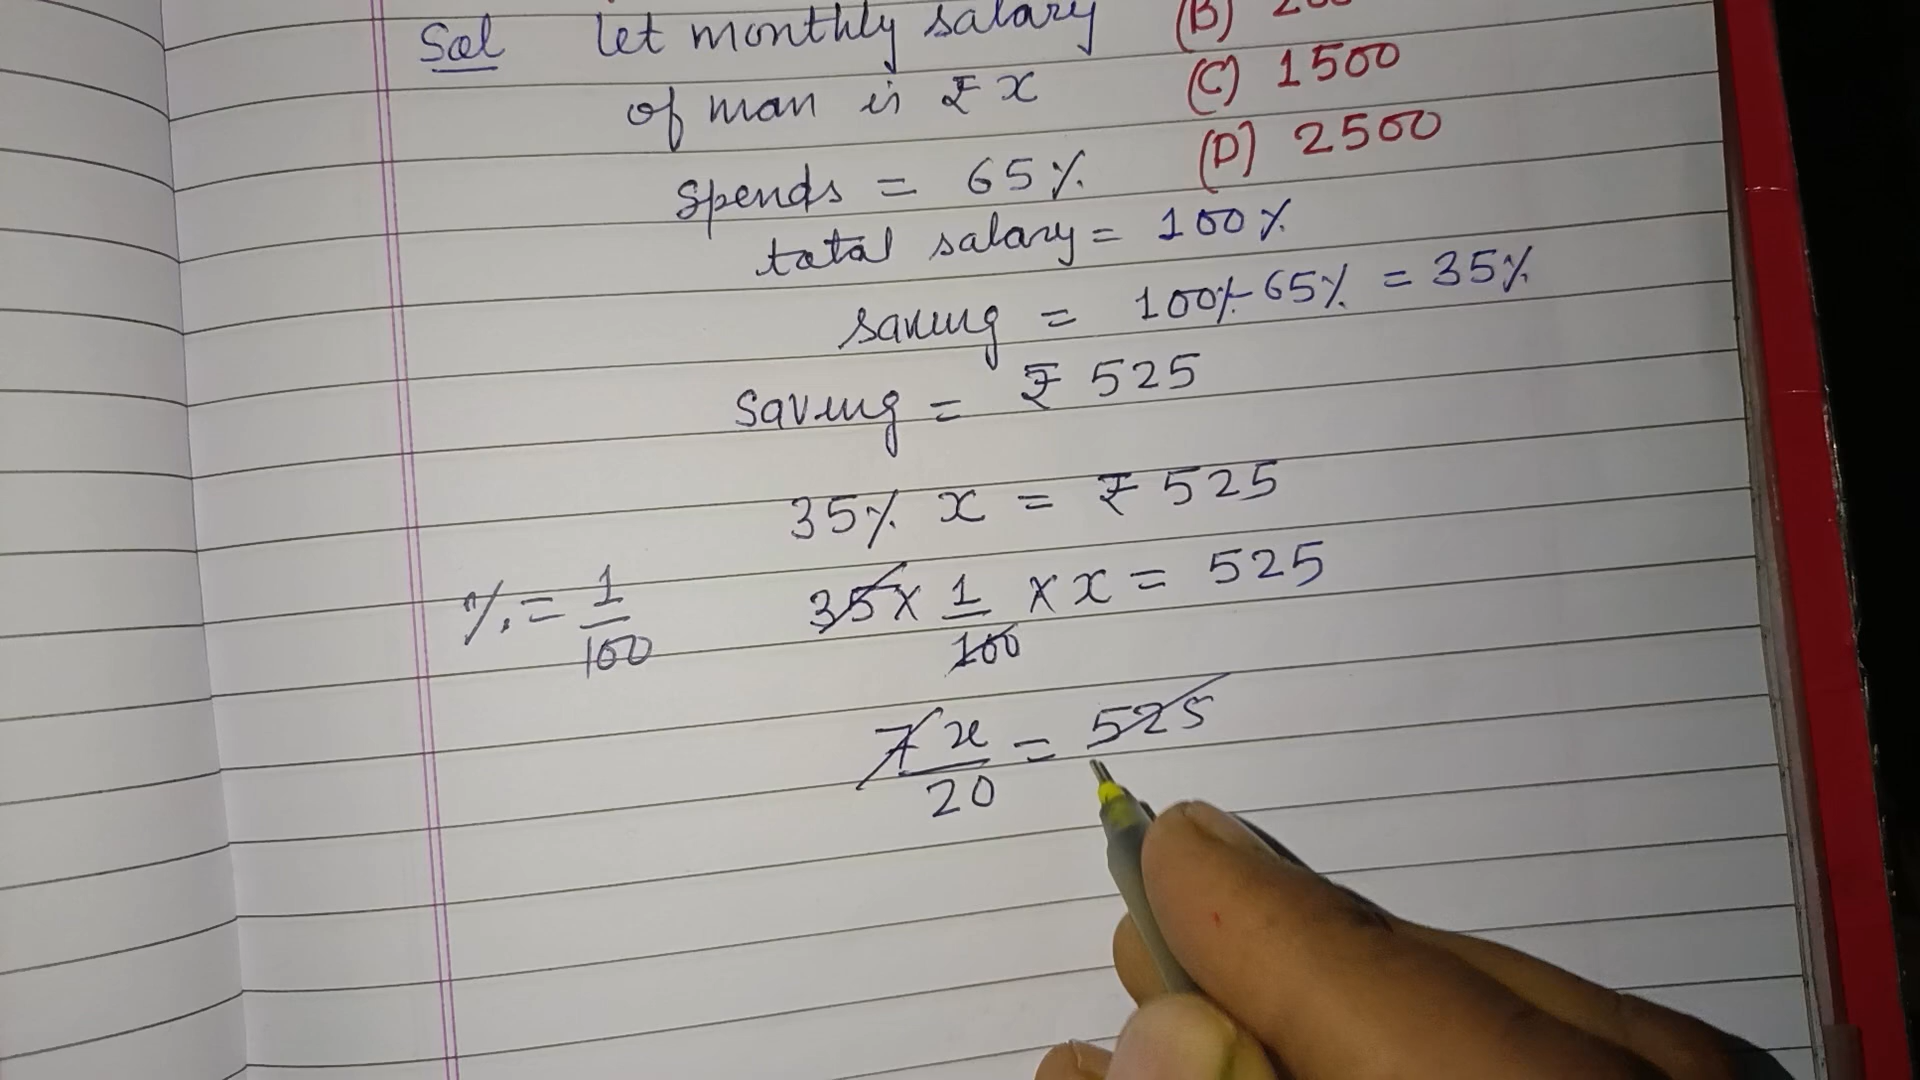 Sol let monthly salary (B)
of man is ₹ x (C) 1500
(D) 2500
spends = 65%
total salary = 100%
saving = 100% - 65% = 35%
saving = ₹ 525
35% x = ₹ 525
% = 1/100 35 × 1/100 × x = 525
7x/20 = 525